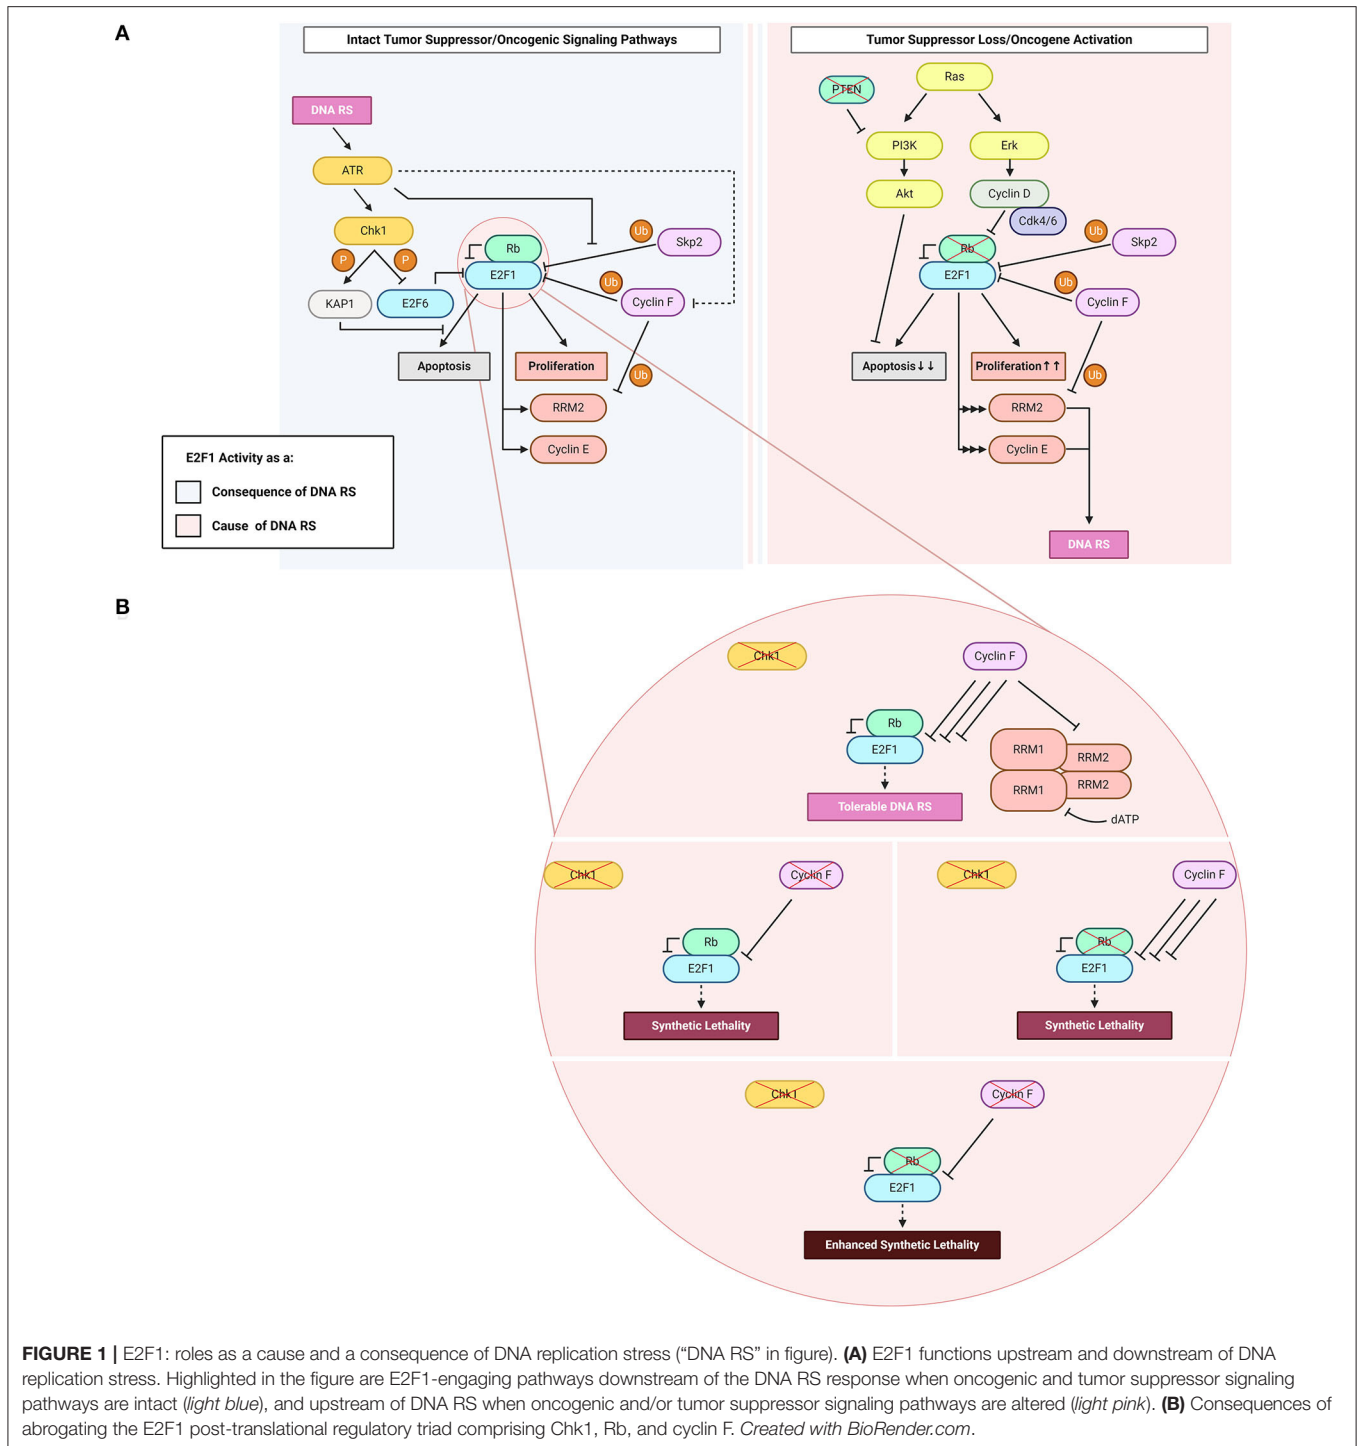 A
Intact Tumor Suppressor/Oncogenic Signaling Pathways
DNA RS
ATR
Chk1
P
P
KAP1
E2F6
Rb
E2F1
Ub
Skp2
Ub
Cyclin F
Apoptosis
Proliferation
Ub
RRM2
Cyclin E
Tumor Suppressor Loss/Oncogene Activation
PTEN
Ras
PI3K
Erk
Akt
Cyclin D
Cdk4/6
Rb
E2F1
Ub
Skp2
Ub
Cyclin F
Apoptosis↓↓
Proliferation↑↑
Ub
RRM2
Cyclin E
DNA RS
E2F1 Activity as a:
Consequence of DNA RS
Cause of DNA RS
B
Chk1
Cyclin F
Rb
E2F1
RRM1
RRM2
RRM1
RRM2
Tolerable DNA RS
dATP
Chk1
Cyclin F
Rb
E2F1
Synthetic Lethality
Chk1
Cyclin F
Rb
E2F1
Synthetic Lethality
Chk1
Cyclin F
Rb
E2F1
Enhanced Synthetic Lethality
FIGURE 1 | E2F1: roles as a cause and a consequence of DNA replication stress (“DNA RS” in figure). (A) E2F1 functions upstream and downstream of DNA
replication stress. Highlighted in the figure are E2F1-engaging pathways downstream of the DNA RS response when oncogenic and tumor suppressor signaling
pathways are intact (light blue), and upstream of DNA RS when oncogenic and/or tumor suppressor signaling pathways are altered (light pink). (B) Consequences of
abrogating the E2F1 post-translational regulatory triad comprising Chk1, Rb, and cyclin F. Created with BioRender.com.